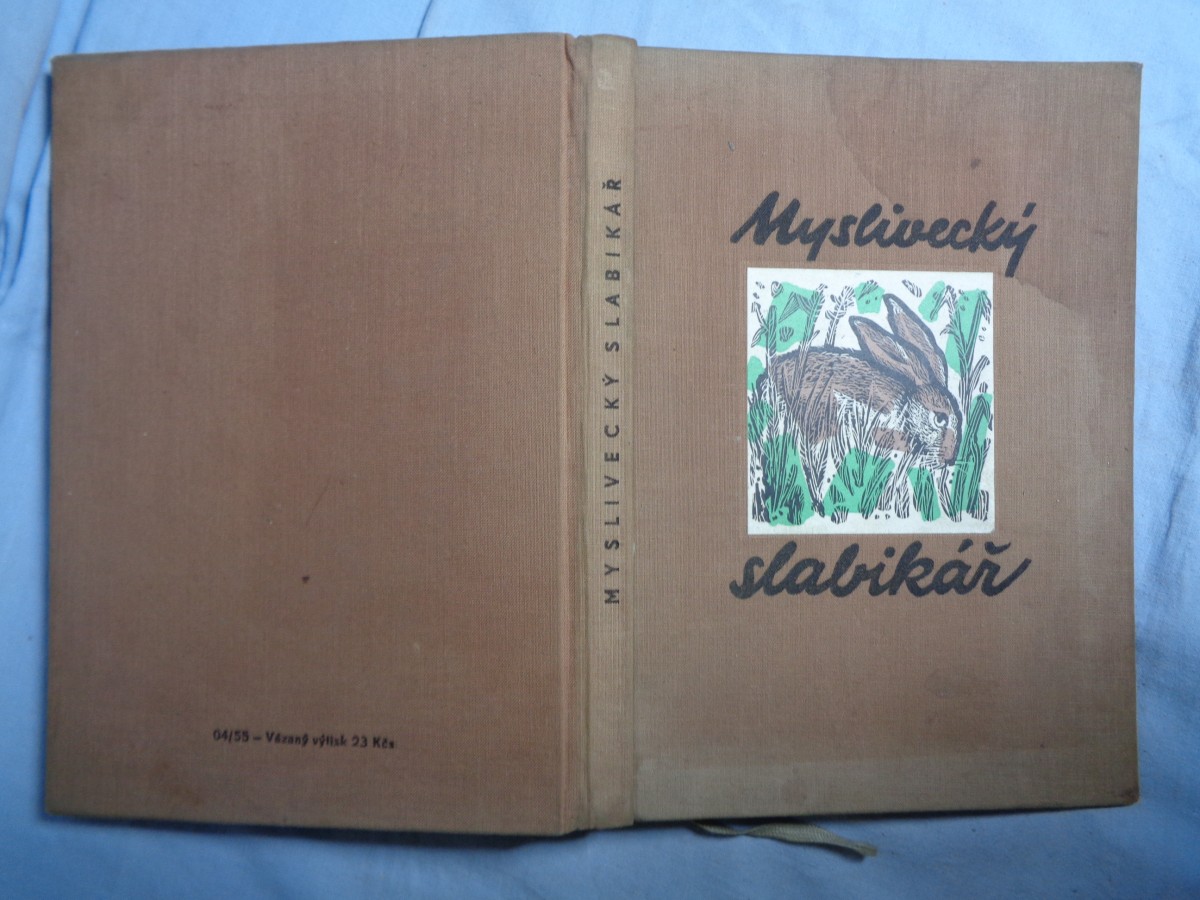 Myslivecký
slabikář
MYSLIVECKÝ SLABIKÁŘ
04/55 – Vázaný výtisk 23 Kčs